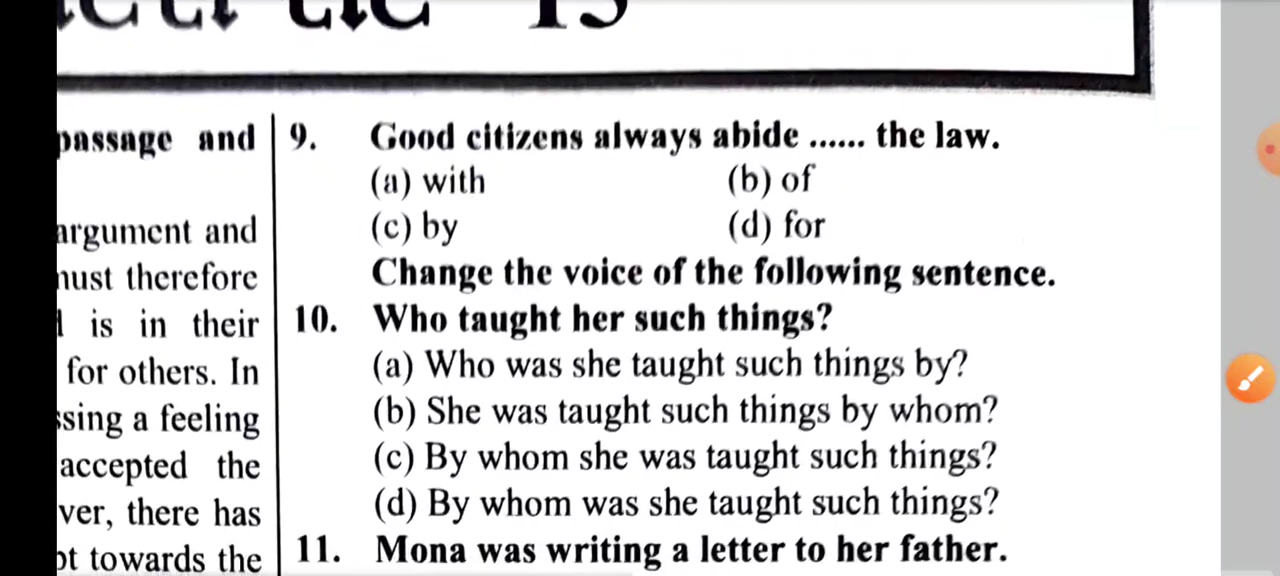 passage and
argument and
must therefore
is in their
for others. In
a feeling
accepted the
there has
towards the
9. Good citizens always abide ...... the law.
(a) with (b) of
(c) by (d) for
Change the voice of the following sentence.
10. Who taught her such things?
(a) Who was she taught such things by?
(b) She was taught such things by whom?
(c) By whom she was taught such things?
(d) By whom was she taught such things?
11. Mona was writing a letter to her father.